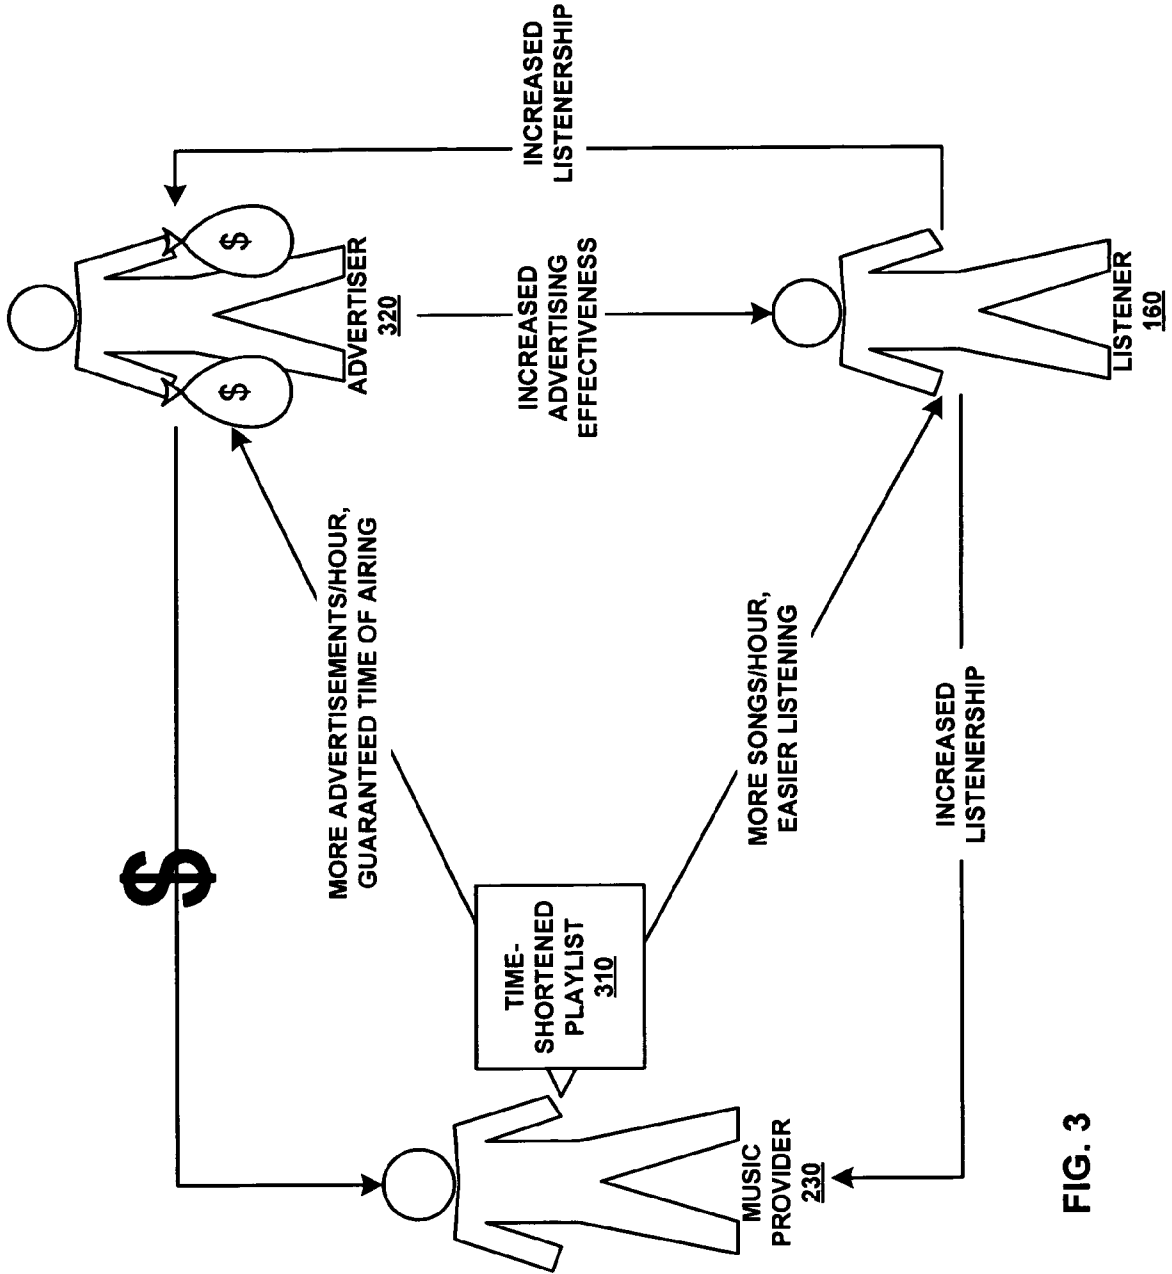 $
$
$
ADVERTISER
320
MORE ADVERTISEMENTS/HOUR,
GUARANTEED TIME OF AIRING
INCREASED
ADVERTISING
EFFECTIVENESS
INCREASED
LISTENERSHIP
TIME-
SHORTENED
PLAYLIST
310
MUSIC
PROVIDER
230
MORE SONGS/HOUR,
EASIER LISTENING
LISTENER
160
INCREASED
LISTENERSHIP
FIG. 3